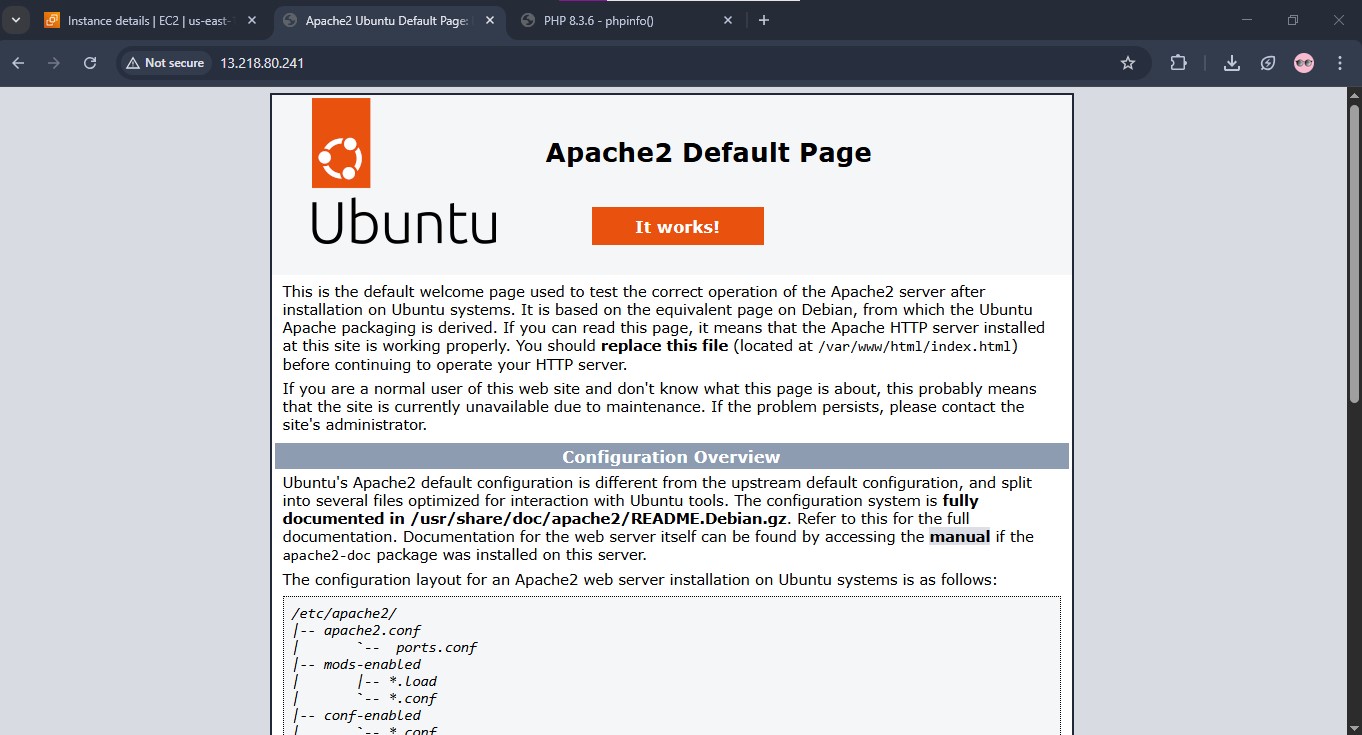 Instance details | EC2 | us-east-
Apache2 Ubuntu Default Page:
PHP 8.3.6 - phpinfo()
Not secure
13.218.80.241
Ubuntu
Apache2 Default Page
It works!
This is the default welcome page used to test the correct operation of the Apache2 server after
installation on Ubuntu systems. It is based on the equivalent page on Debian, from which the Ubuntu
Apache packaging is derived. If you can read this page, it means that the Apache HTTP server installed
at this site is working properly. You should replace this file (located at /var/www/html/index.html)
before continuing to operate your HTTP server.
If you are a normal user of this web site and don't know what this page is about, this probably means
that the site is currently unavailable due to maintenance. If the problem persists, please contact the
site's administrator.
Configuration Overview
Ubuntu's Apache2 default configuration is different from the upstream default configuration, and split
into several files optimized for interaction with Ubuntu tools. The configuration system is fully
documented in /usr/share/doc/apache2/README.Debian.gz. Refer to this for the full
documentation. Documentation for the web server itself can be found by accessing the manual if the
apache2-doc package was installed on this server.
The configuration layout for an Apache2 web server installation on Ubuntu systems is as follows:
/etc/apache2/
|-- apache2.conf
|       `--  ports.conf
|-- mods-enabled
|       |-- *.load
|       `-- *.conf
|-- conf-enabled
|       `-- *.conf